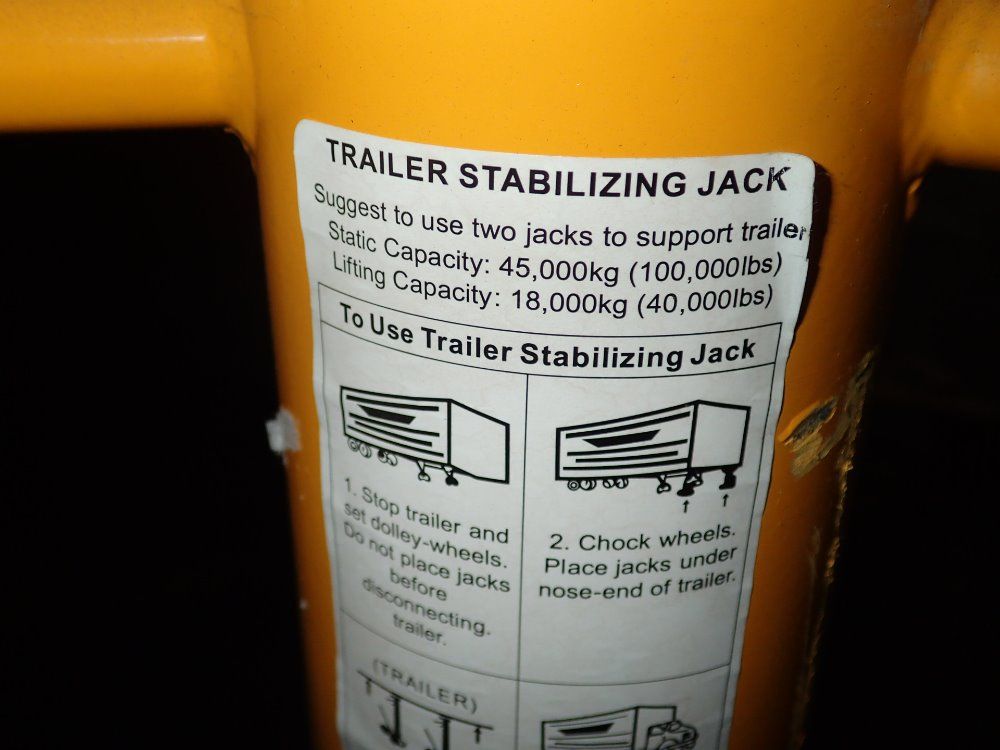 TRAILER STABILIZING JACK
Suggest to use two jacks to support trailer
Static Capacity: 45,000kg (100,000lbs)
Lifting Capacity: 18,000kg (40,000lbs)
To Use Trailer Stabilizing Jack
1. Stop trailer and
set dolley-wheels.
Do not place jacks
before
disconnecting.
trailer.
2. Chock wheels.
Place jacks under
nose-end of trailer.
(TRAILER)